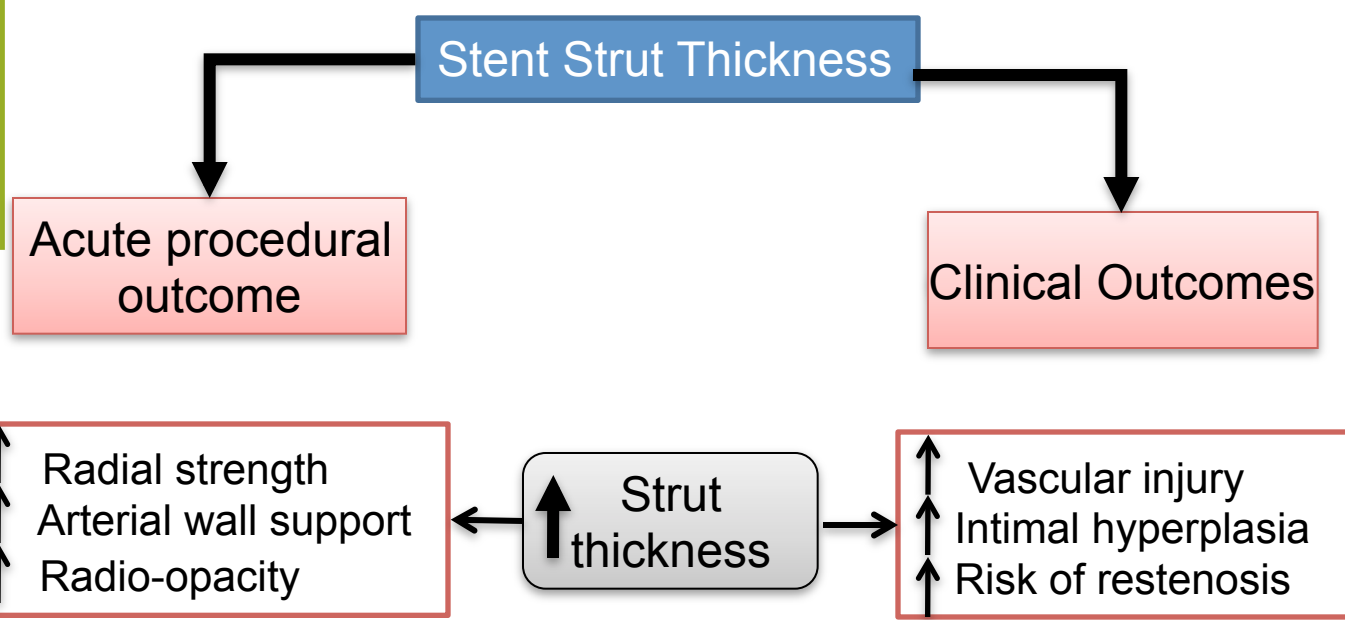 Stent Strut Thickness
Acute procedural
outcome
Clinical Outcomes
Radial strength
Arterial wall support
Radio-opacity
Strut
thickness
Vascular injury
Intimal hyperplasia
Risk of restenosis